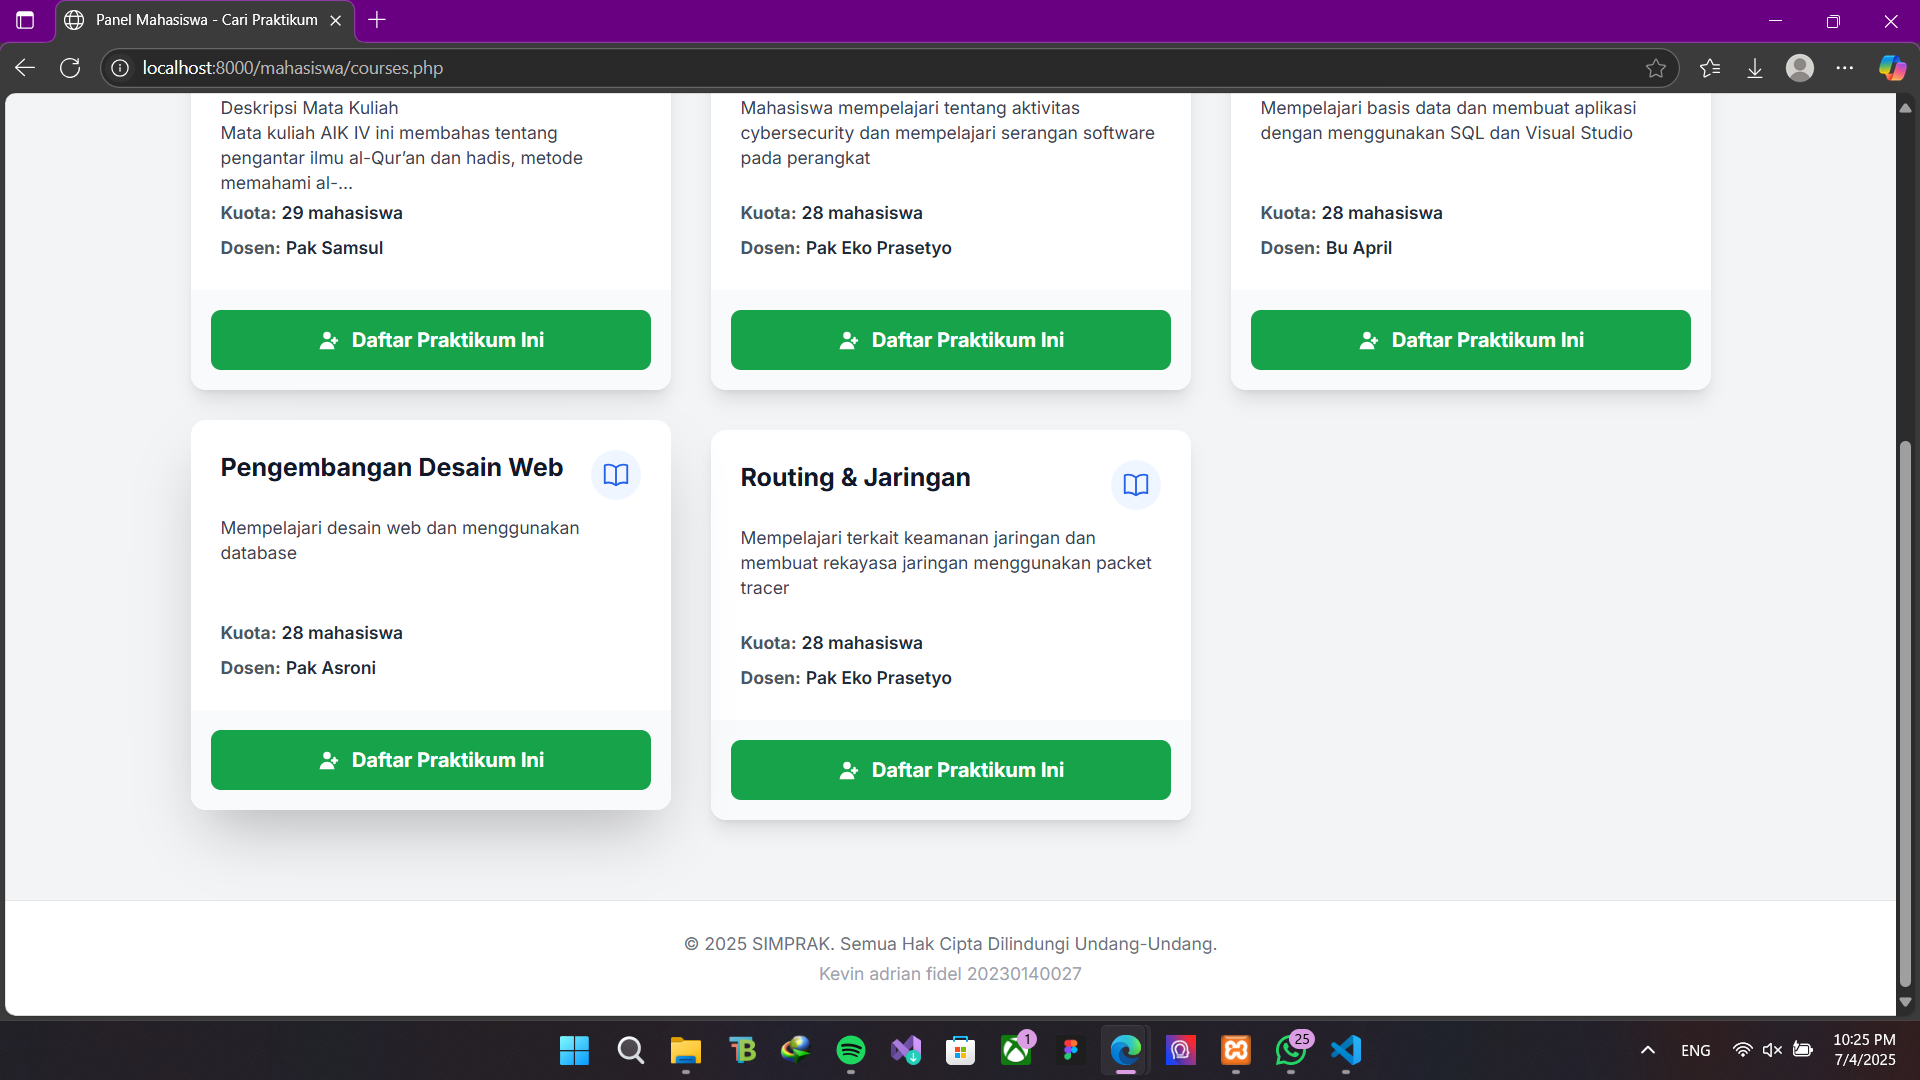 Panel Mahasiswa - Cari Praktikum
localhost:8000/mahasiswa/courses.php
Deskripsi Mata Kuliah
Mata kuliah AIK IV ini membahas tentang
pengantar ilmu al-Qur’an dan hadis, metode
memahami al-...
Kuota: 29 mahasiswa
Dosen: Pak Samsul
Daftar Praktikum Ini
Mahasiswa mempelajari tentang aktivitas
cybersecurity dan mempelajari serangan software
pada perangkat
Kuota: 28 mahasiswa
Dosen: Pak Eko Prasetyo
Daftar Praktikum Ini
Mempelajari basis data dan membuat aplikasi
dengan menggunakan SQL dan Visual Studio
Kuota: 28 mahasiswa
Dosen: Bu April
Daftar Praktikum Ini
Pengembangan Desain Web
Mempelajari desain web dan menggunakan
database
Kuota: 28 mahasiswa
Dosen: Pak Asroni
Daftar Praktikum Ini
Routing & Jaringan
Mempelajari terkait keamanan jaringan dan
membuat rekayasa jaringan menggunakan packet
tracer
Kuota: 28 mahasiswa
Dosen: Pak Eko Prasetyo
Daftar Praktikum Ini
© 2025 SIMPRAK. Semua Hak Cipta Dilindungi Undang-Undang.
Kevin adrian fidel 20230140027
TB
1
25
ENG
10:25 PM
7/4/2025